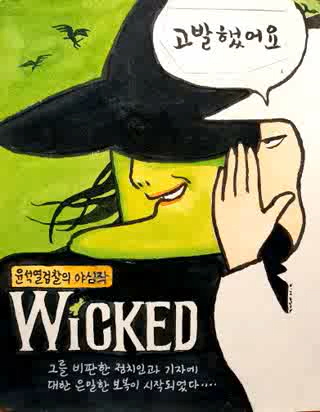 고발했어요
윤석열검찰의 야심작
WiCKED
그를 비판한 정치인과 기자에
대한 은밀한 보복이 시작되었다....